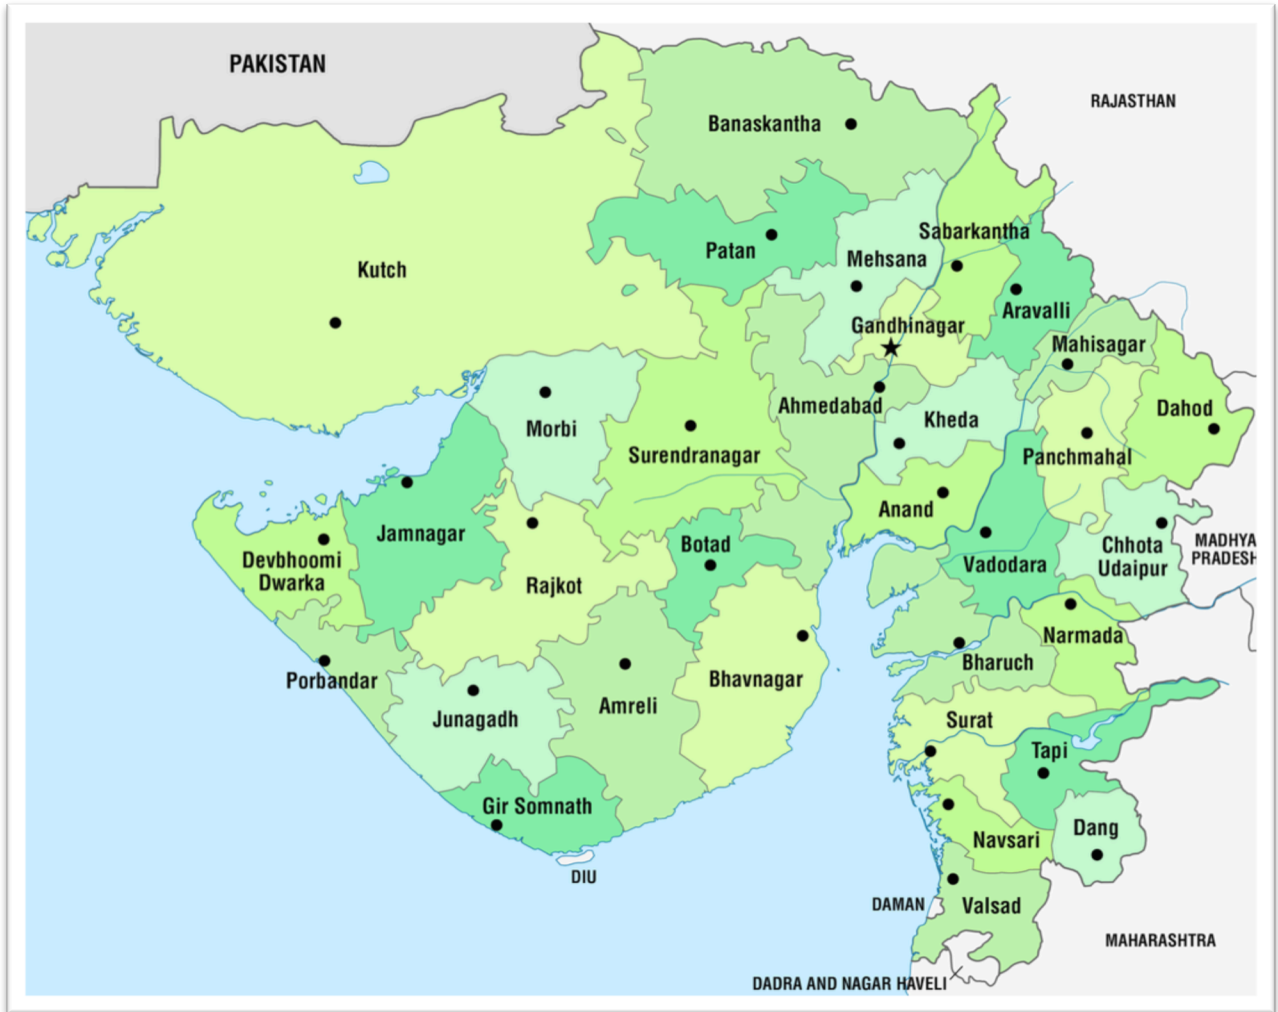 PAKISTAN
RAJASTHAN
Banaskantha
Patan
Sabarkantha
Mehsana
Kutch
Aravalli
Gandhinagar
Mahisagar
Ahmedabad
Dahod
Kheda
Morbi
Surendranagar
Panchmahal
Anand
Jamnagar
Botad
Chhota
Udaipur
MADHYA
PRADESH
Devbhoomi
Dwarka
Vadodara
Rajkot
Narmada
Bharuch
Porbandar
Bhavnagar
Amreli
Junagadh
Surat
Tapi
Gir Somnath
Dang
Navsari
DIU
DAMAN
Valsad
MAHARASHTRA
DADRA AND NAGAR HAVELI